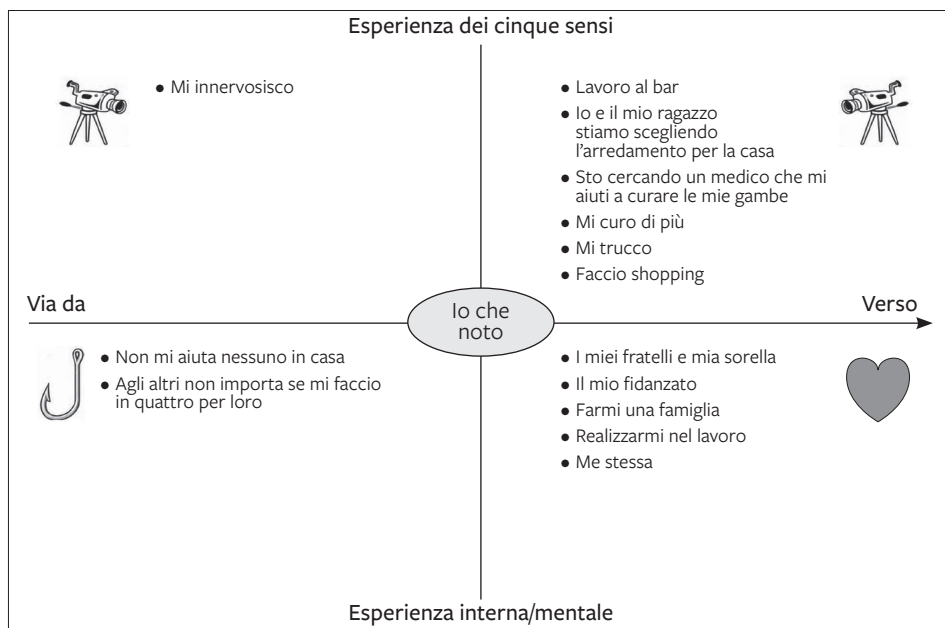 Esperienza dei cinque sensi
• Mi innervosisco
• Lavoro al bar
• Io e il mio ragazzo
stiamo scegliendo
l'arredamento per la casa
• Sto cercando un medico che mi
aiuti a curare le mie gambe
• Mi curo di più
• Mi trucco
• Faccio shopping
Via da
Io che
noto
Verso
• Non mi aiuta nessuno in casa
• Agli altri non importa se mi faccio
in quattro per loro
• I miei fratelli e mia sorella
• Il mio fidanzato
• Farmi una famiglia
• Realizzarmi nel lavoro
• Me stessa
Esperienza interna/mentale